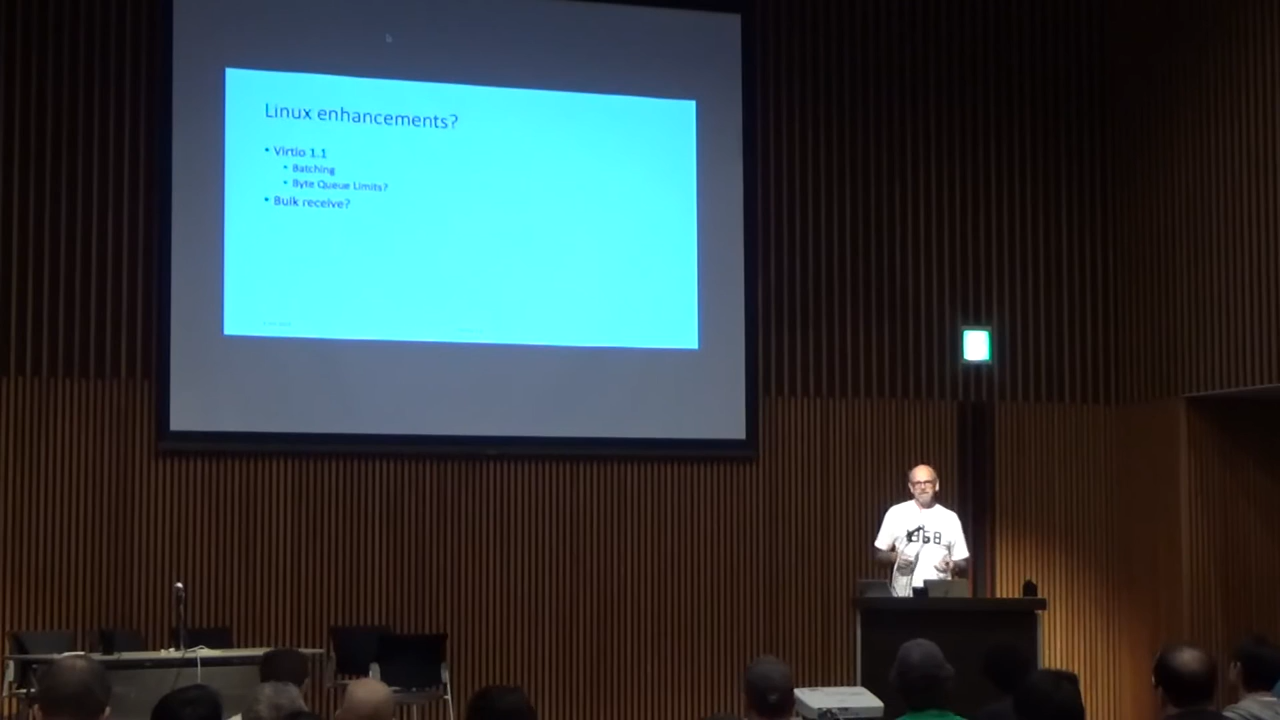 Linux enhancements?
• Virtio 1.1
• Batching
• Byte Queue Limits?
• Bulk receive?